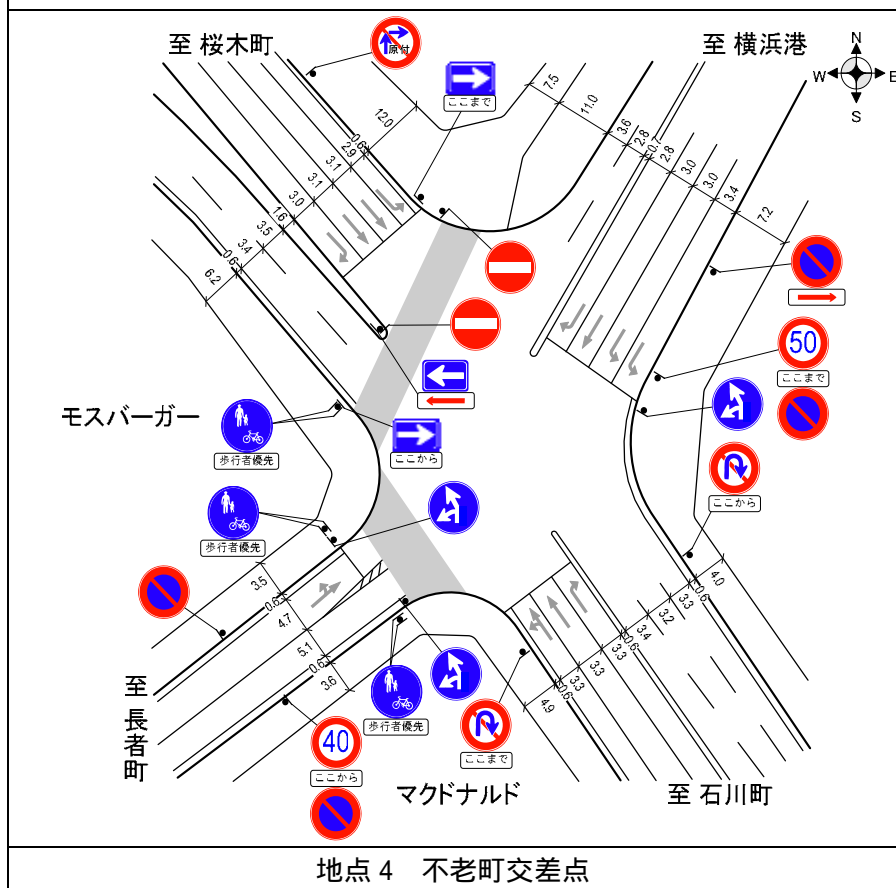 至 桜木町
原付
ここまで
至 横浜港
N
W
E
S
12.0
0.6
2.9
3.1
3.1
3.0
1.6
3.5
3.4
0.6
6.2
7.5
11.0
3.6
2.8
0.7
2.8
3.0
3.0
3.4
7.2
50
ここまで
ここから
モスバーガー
歩行者優先
ここから
歩行者優先
3.5
0.6
4.7
5.1
0.6
3.6
至 長者町
歩行者優先
40
ここから
マクドナルド
ここまで
4.9
0.6
3.3
3.3
3.3
0.6
3.4
3.2
3.3
0.6
4.0
至 石川町
地点４ 不老町交差点